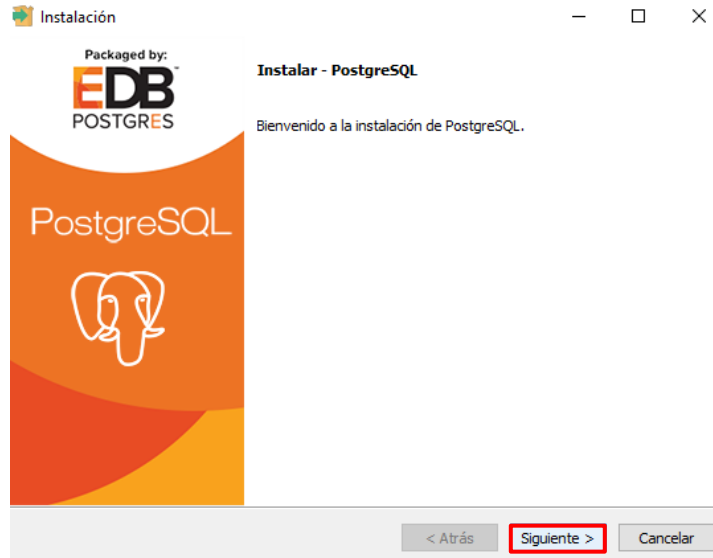 Instalación
Packaged by:
EDB
POSTGRES
PostgreSQL
Instalar - PostgreSQL
Bienvenido a la instalación de PostgreSQL.
< Atrás
Siguiente >
Cancelar